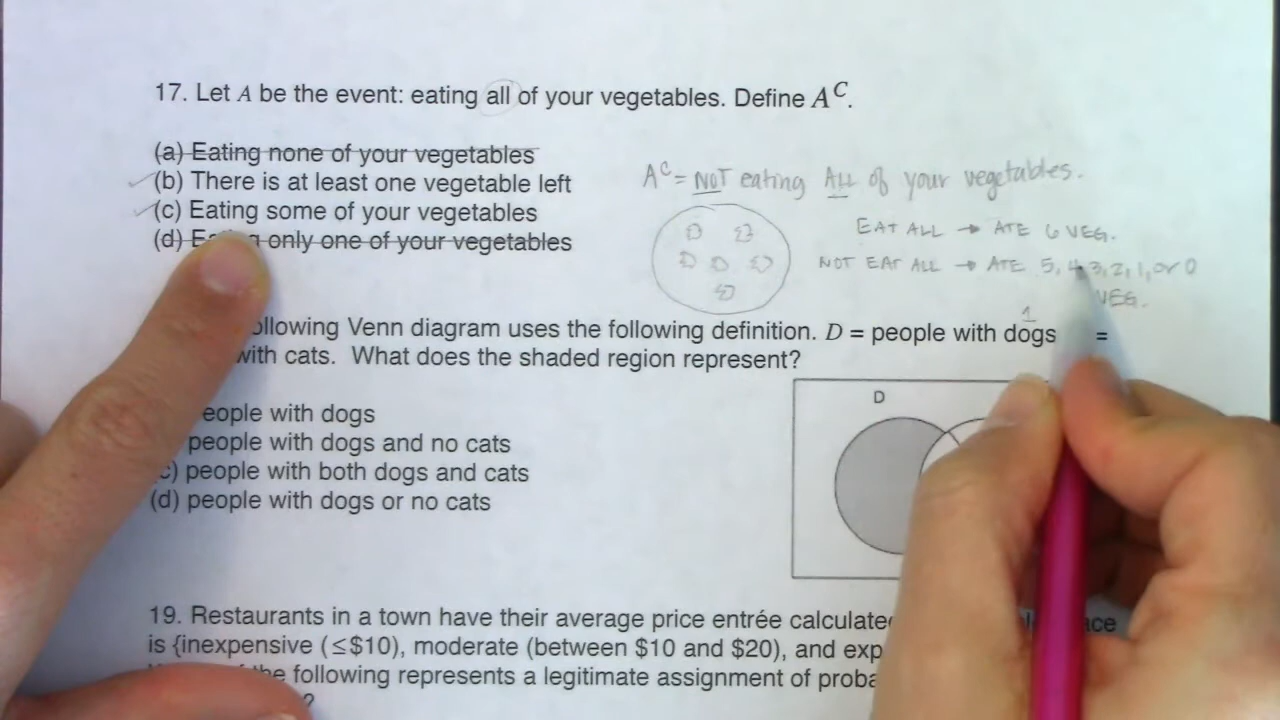 17. Let A be the event: eating all of your vegetables. Define Aᶜ.
(a) Eating none of your vegetables
(b) There is at least one vegetable left
(c) Eating some of your vegetables
(d) only one of your vegetables
Aᶜ = NOT eating ALL of your vegetables.
EAT ALL → ATE 6 VEG.
NOT EAT ALL → ATE 5, 4, 3, 2, 1, or 0
VEG.
1
following Venn diagram uses the following definition. D = people with dogs =
with cats. What does the shaded region represent?
people with dogs
people with dogs and no cats
c) people with both dogs and cats
(d) people with dogs or no cats
D
19. Restaurants in a town have their average price entrée
is {inexpensive (≤$10), moderate (between $10 and $20), and
the following represents a legitimate assignment of
?